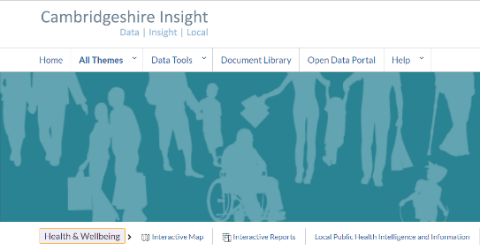 Cambridgeshire Insight
Data | Insight | Local
Home All Themes Data Tools Document Library Open Data Portal Help
Health & Wellbeing Interactive Map Interactive Reports Local Public Health Intelligence and Information